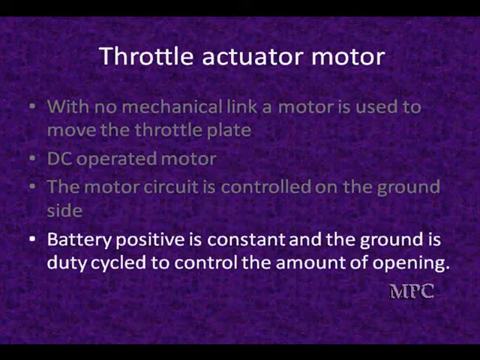 Throttle actuator motor
• With no mechanical link a motor is used to
move the throttle plate
• DC operated motor
• The motor circuit is controlled on the ground
side
• Battery positive is constant and the ground is
duty cycled to control the amount of opening.
MPC